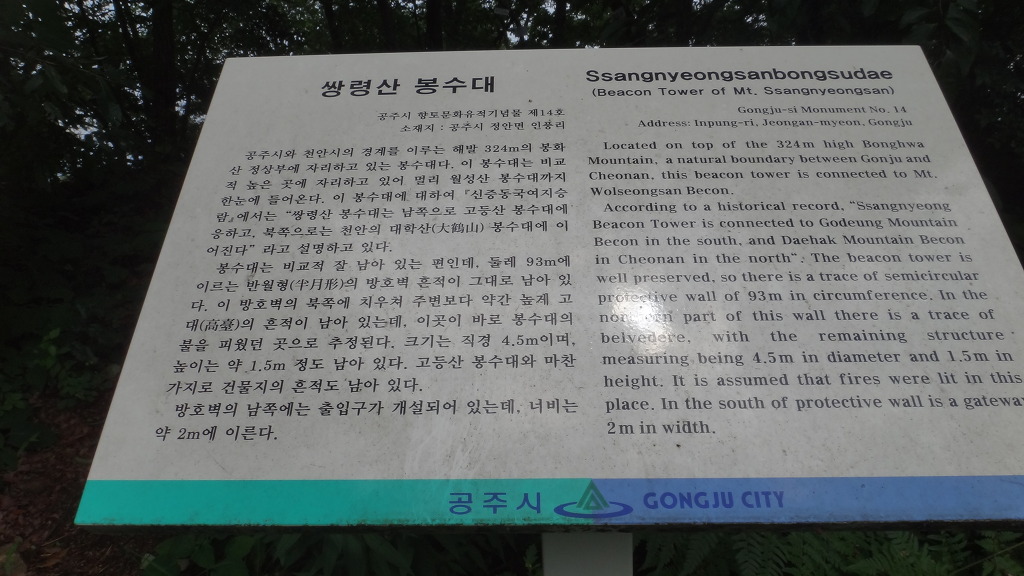 쌍령산 봉수대
공주시 향토문화유적기념물 제14호
소재지 : 공주시 정안면 인풍리
공주시와 천안시의 경계를 이루는 해발 324m의 봉화
산 정상부에 자리하고 있는 봉수대다. 이 봉수대는 비교
적 높은 곳에 자리하고 있어 멀리 월성산 봉수대까지
한눈에 들어온다. 이 봉수대에 대하여 『신증동국여지승
람』에서는 “쌍령산 봉수대는 남쪽으로 고등산 봉수대에
응하고, 북쪽으로는 천안의 대학산(大鶴山) 봉수대에 이
어진다” 라고 설명하고 있다.
봉수대는 비교적 잘 남아 있는 편인데, 둘레 93m에
이르는 반월형(半月形)의 방호벽 흔적이 그대로 남아 있
다. 이 방호벽의 북쪽에 치우쳐 주변보다 약간 높게 고
대(高臺)의 흔적이 남아 있는데, 이곳이 바로 봉수대의
불을 피웠던 곳으로 추정된다. 크기는 직경 4.5m이며,
높이는 약 1.5m 정도 남아 있다. 고등산 봉수대와 마찬
가지로 건물지의 흔적도 남아 있다.
방호벽의 남쪽에는 출입구가 개설되어 있는데, 너비는
약 2m에 이른다.
Ssangnyeongsanbongsudae
(Beacon Tower of Mt. Ssangnyeongsan)
Gongju-si Monument No. 14
Address: Inpung-ri, Jeongan-myeon, Gongju
Located on top of the 324m high Bonghwa
Mountain, a natural boundary between Gonju and
Cheonan, this beacon tower is connected to Mt.
Wolseongsan Becon.
According to a historical record, “Ssangnyeong
Beacon Tower is connected to Godeung Mountain
Becon in the south, and Daehak Mountain Becon
in Cheonan in the north”. The beacon tower is
well preserved, so there is a trace of semicircular
protective wall of 93m in circumference. In the
northern part of this wall there is a trace of
belvedere, with the remaining structure
measuring being 4.5m in diameter and 1.5m in
height. It is assumed that fires were lit in this
place. In the south of protective wall is a gateway
2m in width.
공주시 GONGJU CITY